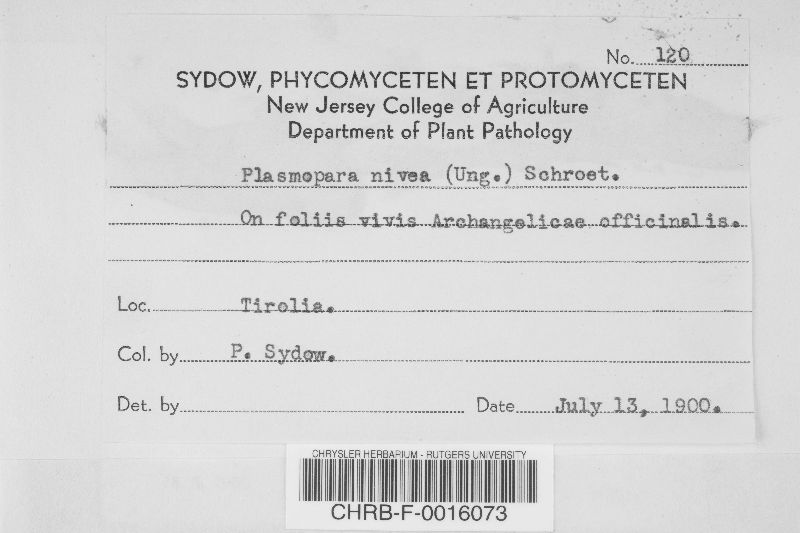 No. 120
SYDOW, PHYCOMYCETEN ET PROTOMYCETEN
New Jersey College of Agriculture
Department of Plant Pathology
Plasmopara nivea (Ung.) Schroet.
On foliis vivis Archangelicae officinalis.
Loc. Tirolia.
Col. by P. Sydow.
Det. by Date July 13, 1900.
CHRYSLER HERBARIUM - RUTGERS UNIVERSITY
CHRB-F-0016073